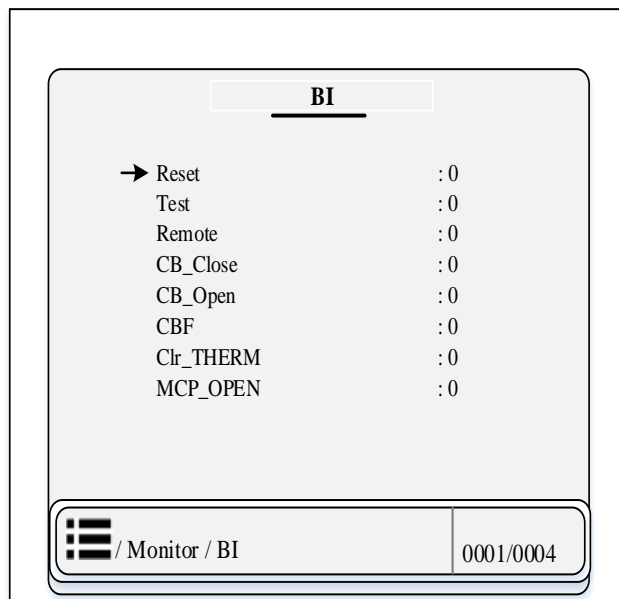 BI
Reset : 0
Test : 0
Remote : 0
CB_Close : 0
CB_Open : 0
CBF : 0
Clr_THERM : 0
MCP_OPEN : 0
/ Monitor / BI 0001/0004